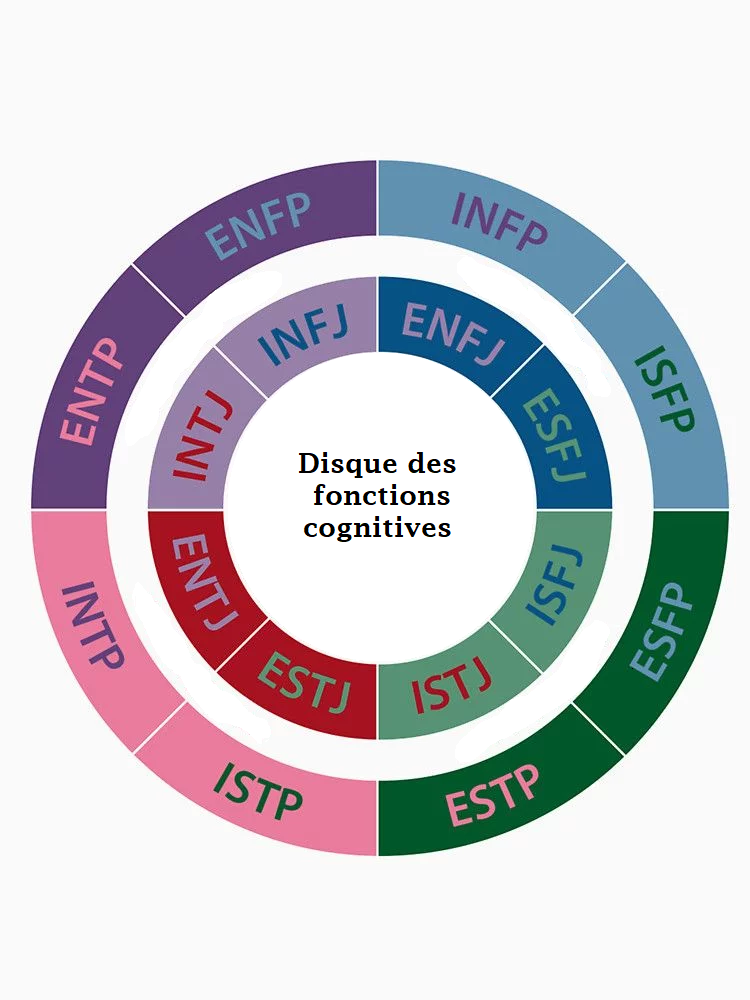 ENFP
INFP
ISFP
ESFP
ESTP
ISTP
INTP
ENTP
INFJ
ENFJ
ESFJ
ISFJ
ISTJ
ESTJ
ENTJ
INTJ
Disque des
fonctions
cognitives